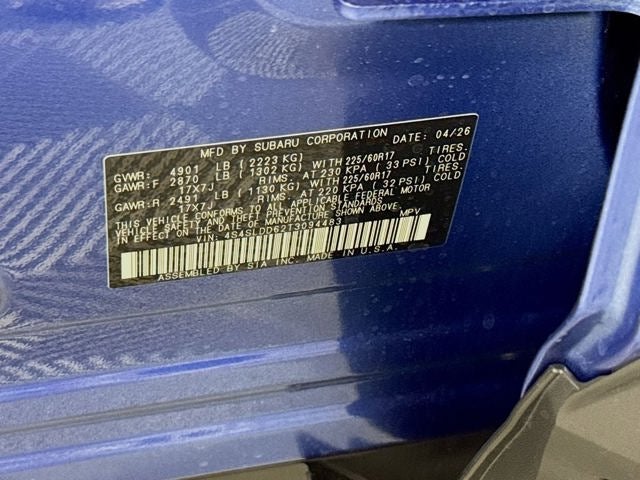 MFD BY SUBARU CORPORATION DATE: 04/26
GVWR: 4901 LB (2223 KG)
GAWR: F 2870 LB (1302 KG) WITH 225/60R17 TIRES.
17X7J RIMS. AT 230 KPA (33 PSI) COLD
GAWR: R 2491 LB (1130 KG) WITH 225/60R17 TIRES.
17X7J RIMS. AT 220 KPA (32 PSI) COLD
THIS VEHICLE CONFORMS TO ALL APPLICABLE FEDERAL MOTOR
VEHICLE SAFETY AND THEFT PREVENTION STANDARDS
IN EFFECT ON THE DATE OF MANUFACTURE SHOWN ABOVE.
VIN: 4S4SLDD62T3094483 MPV
ASSEMBLED BY SIA INC. MADE IN U.S.A.